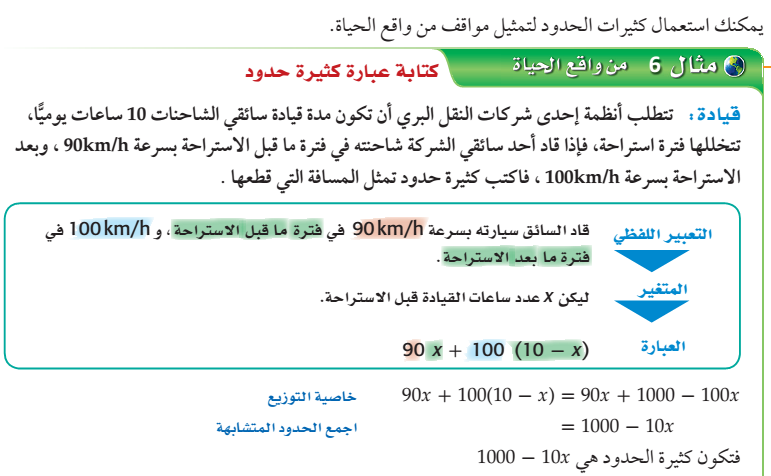 يمكنك استعمال كثيرات الحدود لتمثيل مواقف من واقع الحياة.
مثال 6 من واقع الحياة كتابة عبارة كثيرة حدود
قيادة: تتطلب أنظمة إحدى شركات النقل البري أن تكون مدة قيادة سائقي الشاحنات 10 ساعات يوميًّا،
تتخللها فترة استراحة، فإذا قاد أحد سائقي الشركة شاحنته في فترة ما قبل الاستراحة بسرعة 90km/h ، وبعد
الاستراحة بسرعة 100km/h ، فاكتب كثيرة حدود تمثل المسافة التي قطعها .
التعبير اللفظي قاد السائق سيارته بسرعة 90 km/h في فترة ما قبل الاستراحة ، و 100 km/h في
فترة ما بعد الاستراحة .
المتغير ليكن x عدد ساعات القيادة قبل الاستراحة.
العبارة 90 x + 100 (10 − x)
90x + 100(10 − x) = 90x + 1000 − 100x خاصية التوزيع
= 1000 − 10x اجمع الحدود المتشابهة
فتكون كثيرة الحدود هي 1000 − 10x